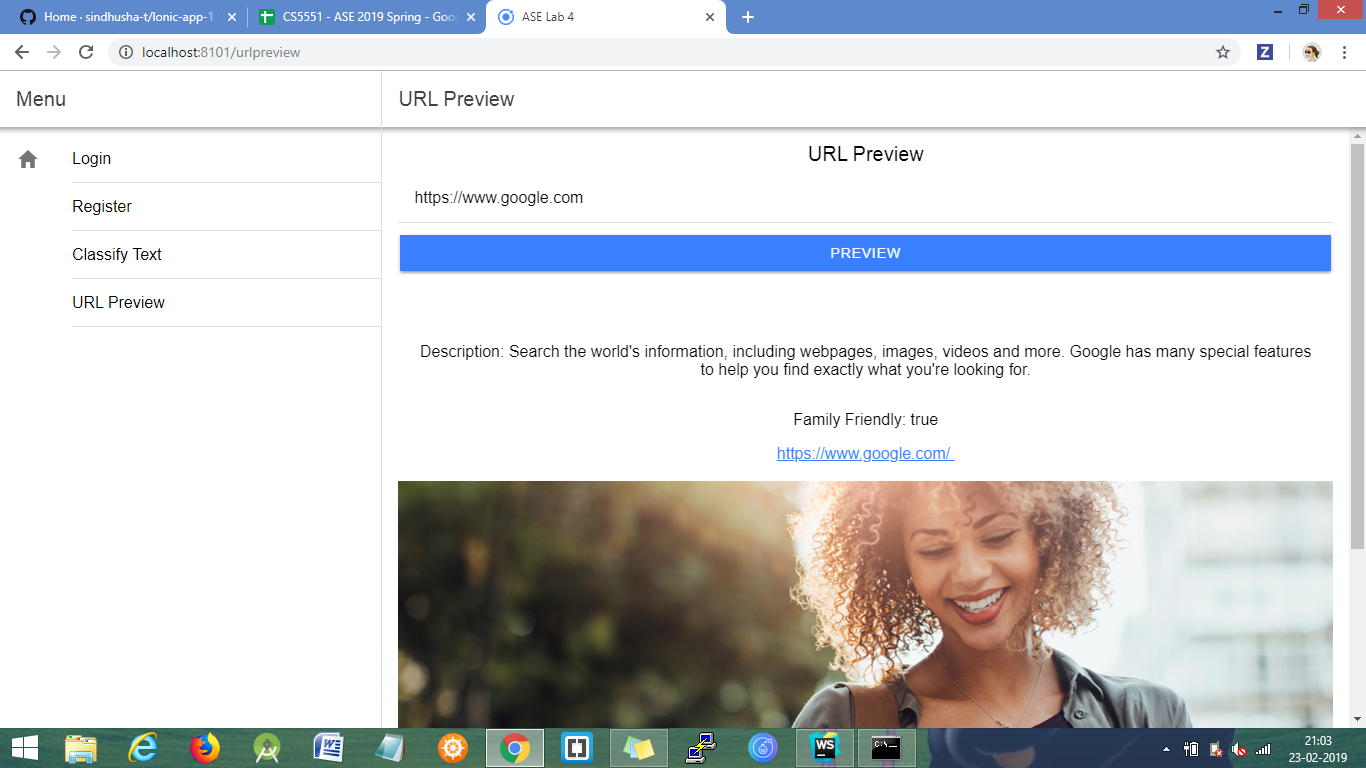 Home · sindhusha-t/Ionic-app-1
CS5551 - ASE 2019 Spring - Goo
ASE Lab 4
localhost:8101/urlpreview
Z
Menu
URL Preview
Login
Register
Classify Text
URL Preview
URL Preview
https://www.google.com
PREVIEW
Description: Search the world's information, including webpages, images, videos and more. Google has many special features
to help you find exactly what you're looking for.
Family Friendly: true
https://www.google.com/
WS
C:\_
21:03
23-02-2019